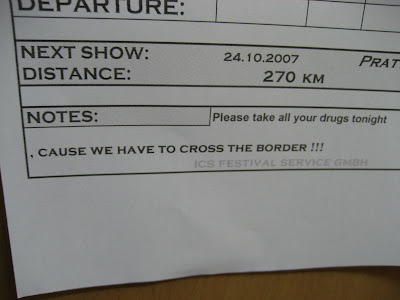 DEPARTURE:
NEXT SHOW: 24.10.2007 PRAT
DISTANCE: 270 KM
NOTES: Please take all your drugs tonight
, CAUSE WE HAVE TO CROSS THE BORDER !!!
ICS FESTIVAL SERVICE GMBH